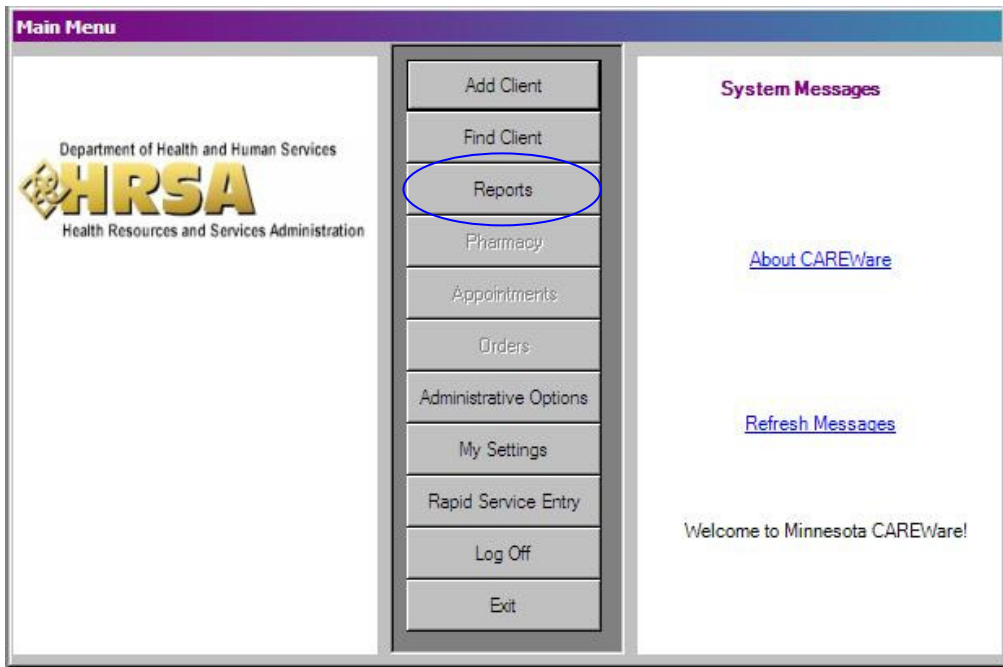 Main Menu
Department of Health and Human Services
HRSA
Health Resources and Services Administration
Add Client
Find Client
Reports
Pharmacy
Appointments
Orders
Administrative Options
My Settings
Rapid Service Entry
Log Off
Exit
System Messages
About CAREWare
Refresh Messages
Welcome to Minnesota CAREWare!